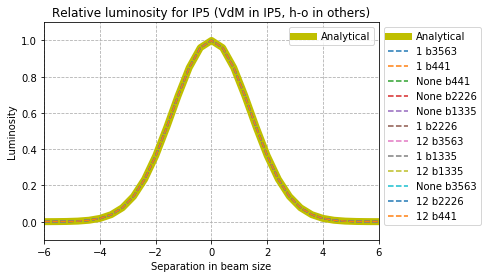 Relative luminosity for IP5 (VdM in IP5, h-o in others)
Luminosity
1.0
0.8
0.6
0.4
0.2
0.0
−6
−4
−2
0
2
4
6
Separation in beam size
Analytical
Analytical
1 b3563
1 b441
None b441
None b2226
None b1335
1 b2226
12 b3563
1 b1335
12 b1335
None b3563
12 b2226
12 b441